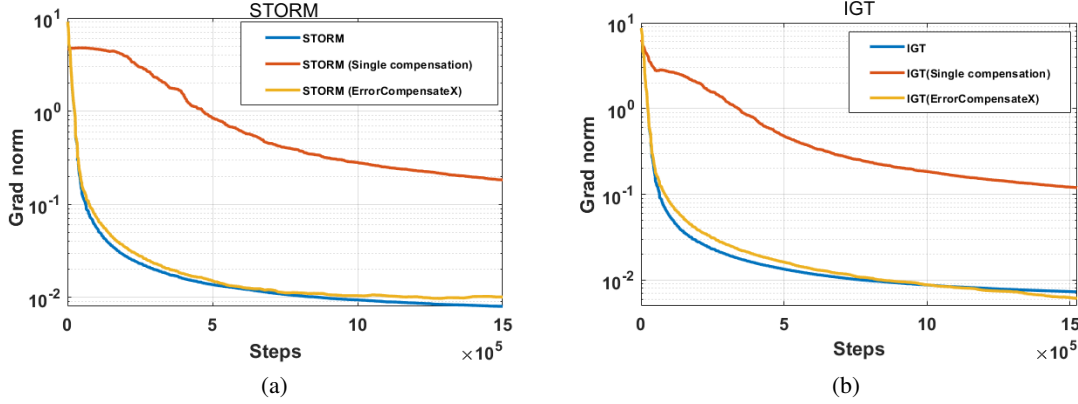 STORM
10^1
STORM
STORM (Single compensation)
STORM (ErrorCompensateX)
10^0
Grad norm
10^-1
10^-2
0 5 10 15
Steps ×10^5
(a)
IGT
10^1
IGT
IGT(Single compensation)
IGT(ErrorCompensateX)
10^0
Grad norm
10^-1
10^-2
0 5 10 15
Steps ×10^5
(b)